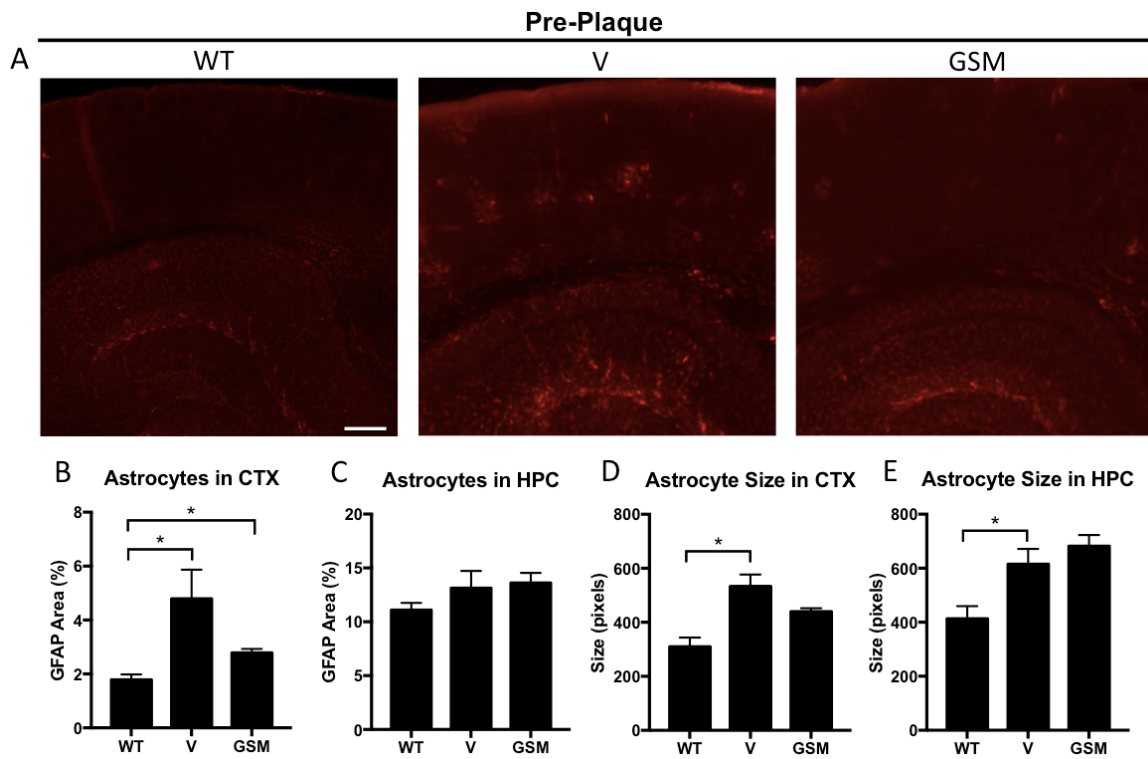 Pre-Plaque
A
WT
V
GSM
B
Astrocytes in CTX
GFAP Area (%)
8
6
4
2
0
*
*
WT
V
GSM
C
Astrocytes in HPC
GFAP Area (%)
20
15
10
5
0
WT
V
GSM
D
Astrocyte Size in CTX
Size (pixels)
800
600
400
200
0
*
WT
V
GSM
E
Astrocyte Size in HPC
Size (pixels)
800
600
400
200
0
*
WT
V
GSM